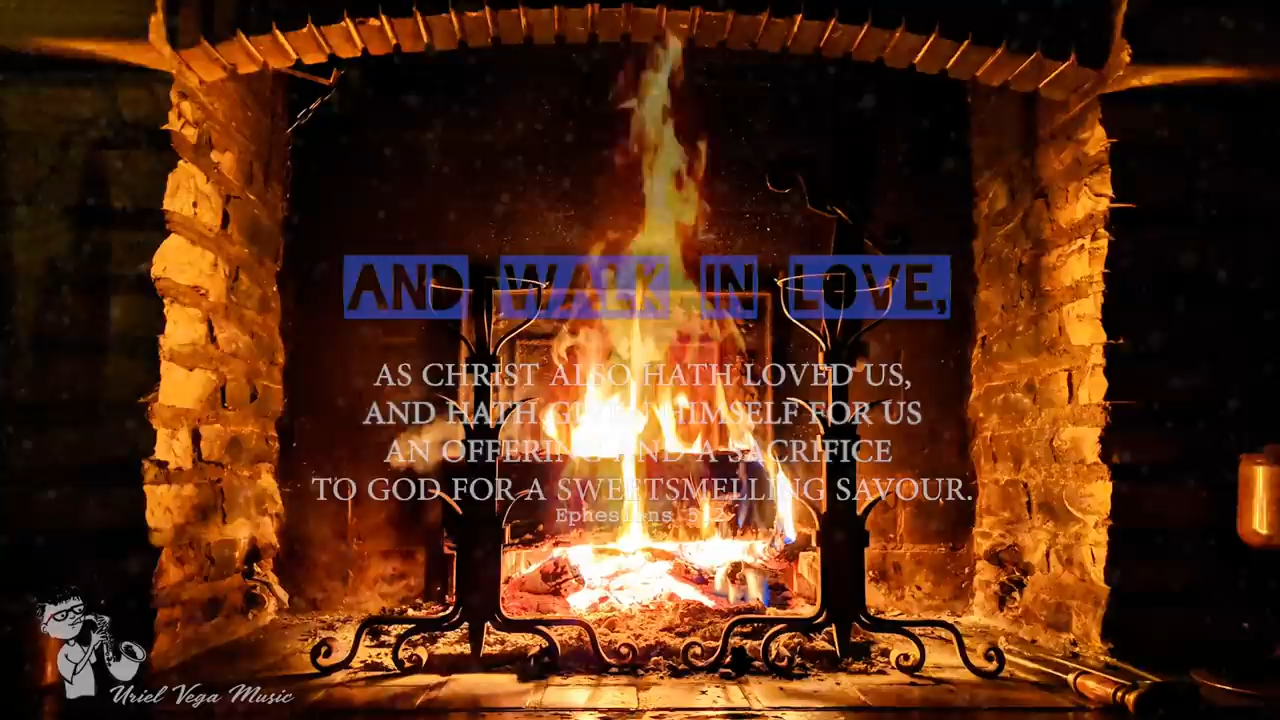 AND WALK IN LOVE,
AS CHRIST ALSO HATH LOVED US,
AND HATH GIVEN HIMSELF FOR US
AN OFFERING AND A SACRIFICE
TO GOD FOR A SWEETSMELLING SAVOUR.
Ephesians 5:2
Uriel Vega Music